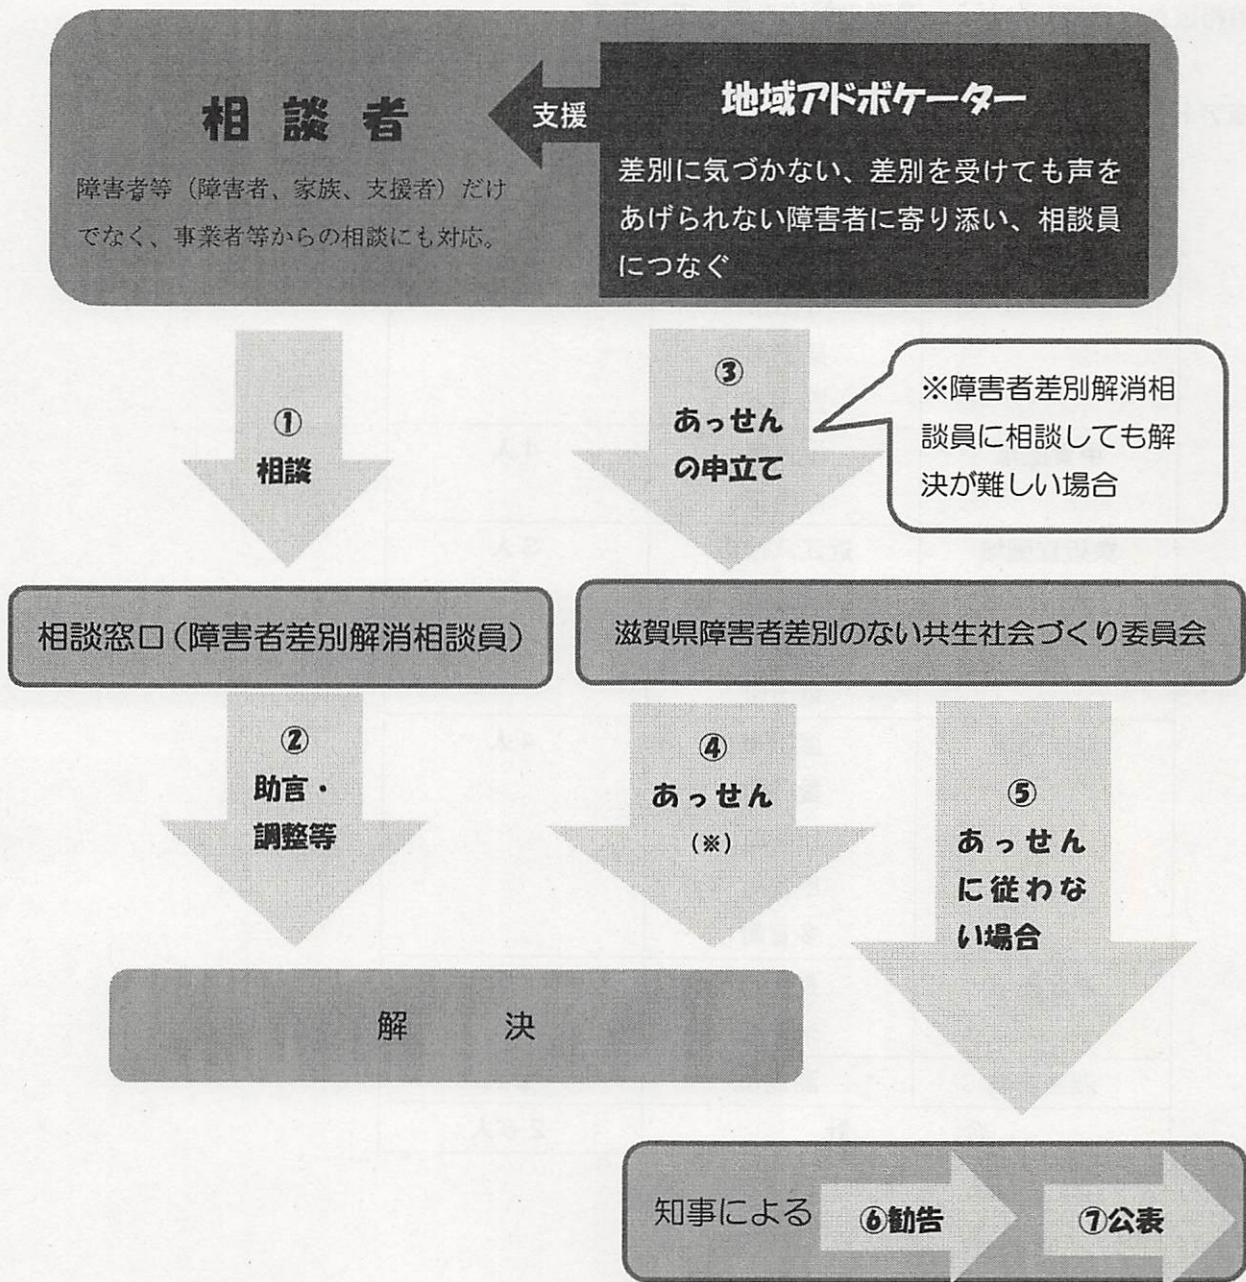 相談者
障害者等（障害者、家族、支援者）だけ
でなく、事業者等からの相談にも対応。
支援
地域アドボケーター
差別に気づかない、差別を受けても声を
あげられない障害者に寄り添い、相談員
につなぐ
①
相談
③
あっせん
の申立て
※障害者差別解消相
談員に相談しても解
決が難しい場合
相談窓口（障害者差別解消相談員）
滋賀県障害者差別のない共生社会づくり委員会
②
助言・
調整等
④
あっせん
（※）
⑤
あっせん
に従わな
い場合
解決
知事による
⑥勧告
⑦公表